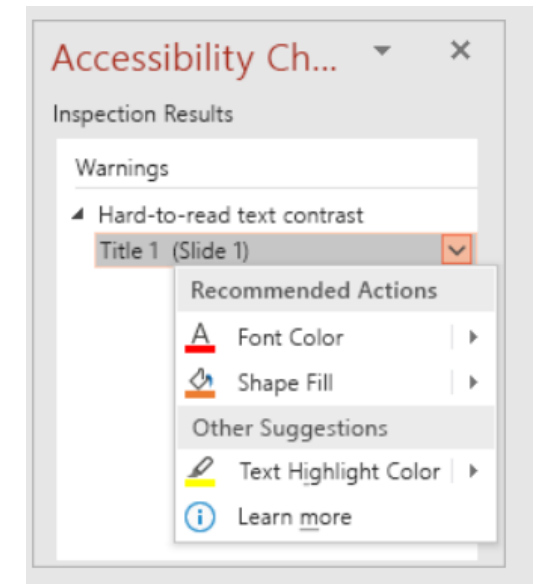 Accessibility Ch...
Inspection Results
Warnings
Hard-to-read text contrast
Title 1 (Slide 1)
Recommended Actions
Font Color
Shape Fill
Other Suggestions
Text Highlight Color
Learn more